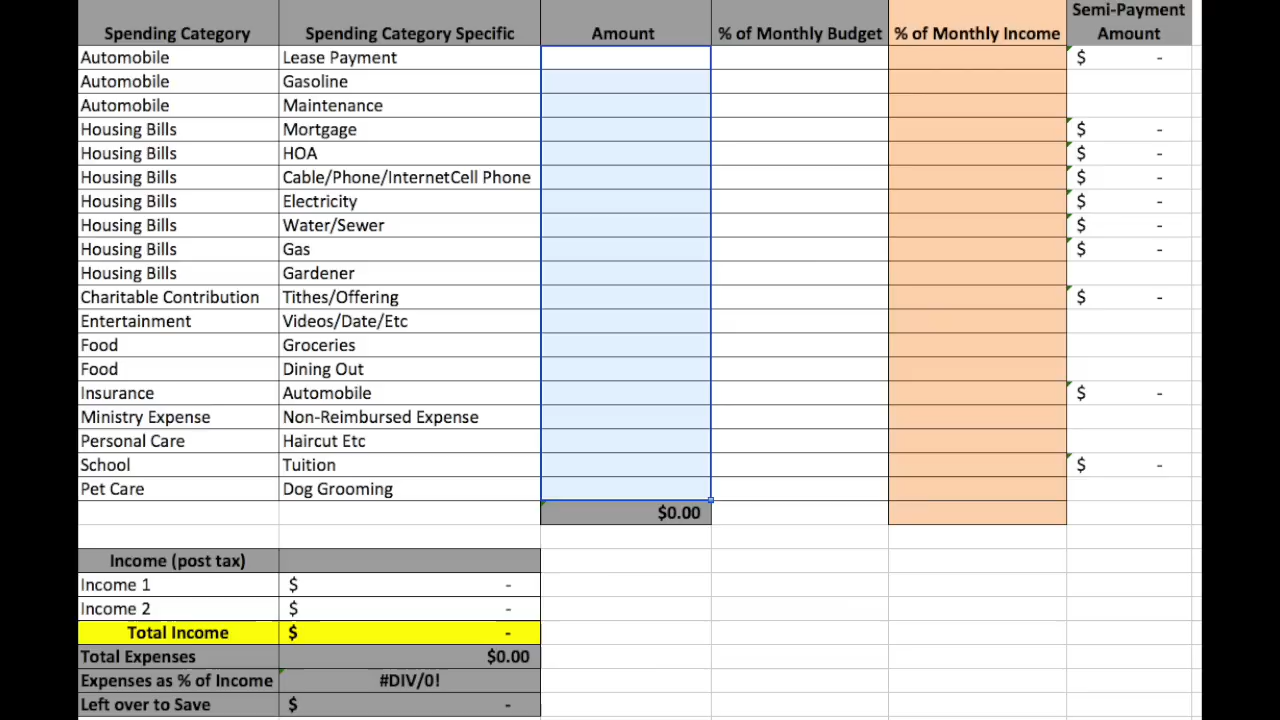 Semi-Payment
Spending Category Spending Category Specific Amount % of Monthly Budget % of Monthly Income Amount
Automobile Lease Payment $ -
Automobile Gasoline
Automobile Maintenance
Housing Bills Mortgage $ -
Housing Bills HOA $ -
Housing Bills Cable/Phone/InternetCell Phone $ -
Housing Bills Electricity $ -
Housing Bills Water/Sewer $ -
Housing Bills Gas $ -
Housing Bills Gardener
Charitable Contribution Tithes/Offering $ -
Entertainment Videos/Date/Etc
Food Groceries
Food Dining Out
Insurance Automobile $ -
Ministry Expense Non-Reimbursed Expense
Personal Care Haircut Etc
School Tuition $ -
Pet Care Dog Grooming
$0.00
Income (post tax)
Income 1 $ -
Income 2 $ -
Total Income $ -
Total Expenses $0.00
Expenses as % of Income #DIV/0!
Left over to Save $ -